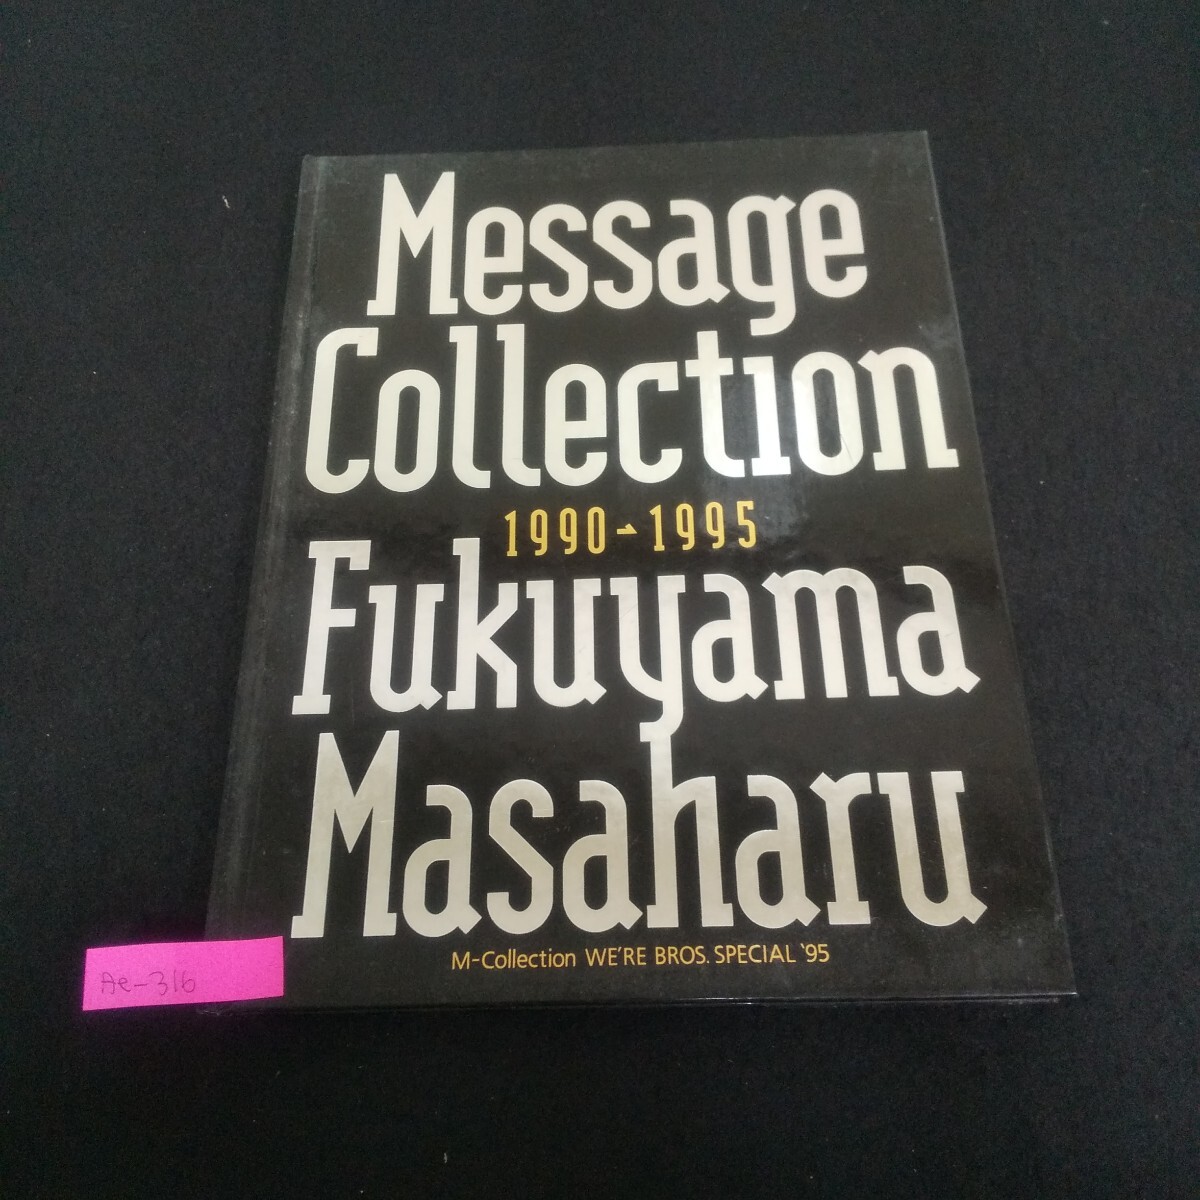 Message
Collection
1990→1995
Fukuyama
Masaharu
M-Collection WE'RE BROS. SPECIAL '95
Ae-316